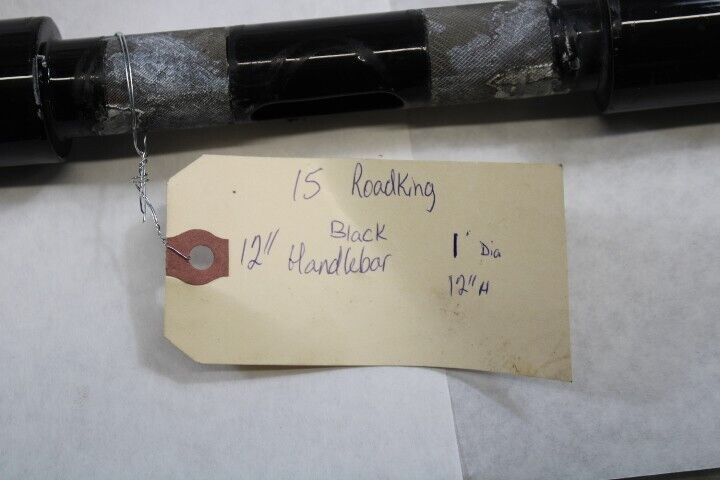 15 RoadKing
Black
12" Handlebar
1' Dia
12" H